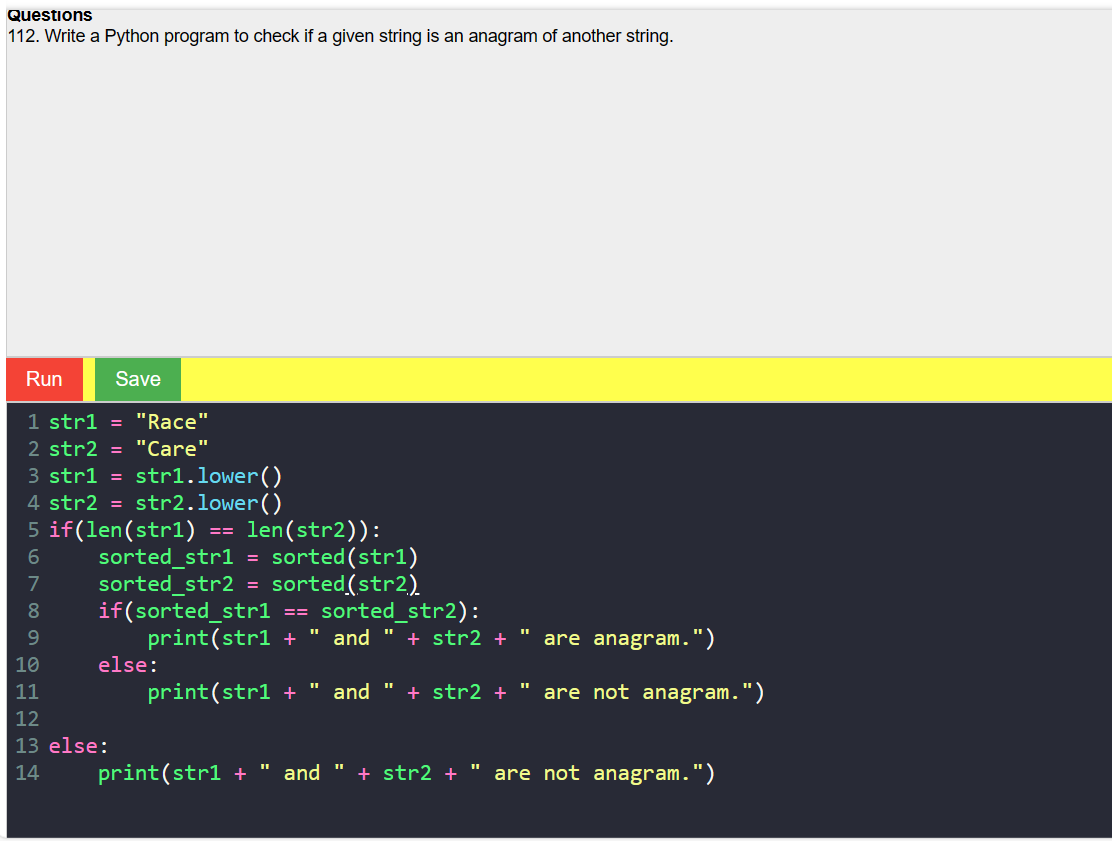 Questions
112. Write a Python program to check if a given string is an anagram of another string.
Run Save
1 str1 = "Race"
2 str2 = "Care"
3 str1 = str1.lower()
4 str2 = str2.lower()
5 if(len(str1) == len(str2)):
6     sorted_str1 = sorted(str1)
7     sorted_str2 = sorted(str2)
8     if(sorted_str1 == sorted_str2):
9         print(str1 + " and " + str2 + " are anagram.")
10     else:
11         print(str1 + " and " + str2 + " are not anagram.")
12
13 else:
14     print(str1 + " and " + str2 + " are not anagram.")